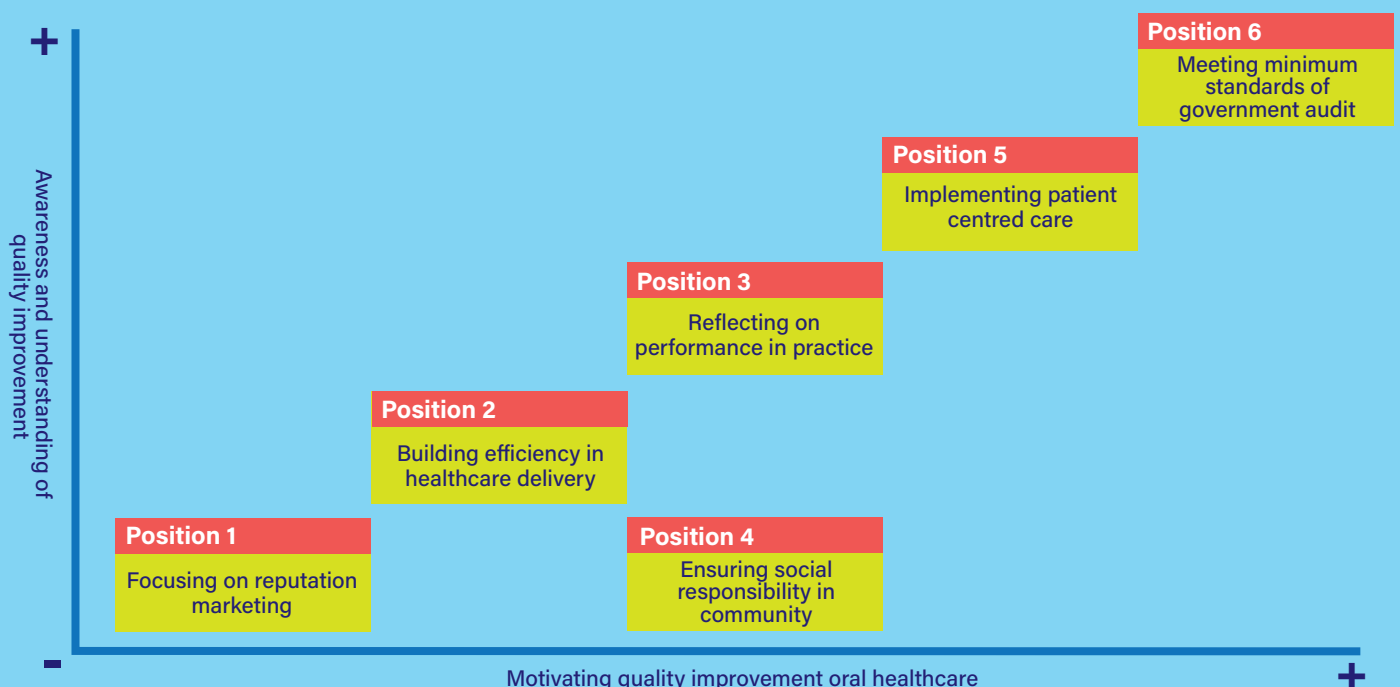 +
Awareness and understanding of
quality improvement
Position 6
Meeting minimum
standards of
government audit
Position 5
Implementing patient
centred care
Position 3
Reflecting on
performance in practice
Position 2
Building efficiency in
healthcare delivery
Position 1
Focusing on reputation
marketing
Position 4
Ensuring social
responsibility in
community
-
Motivating quality improvement oral healthcare
+